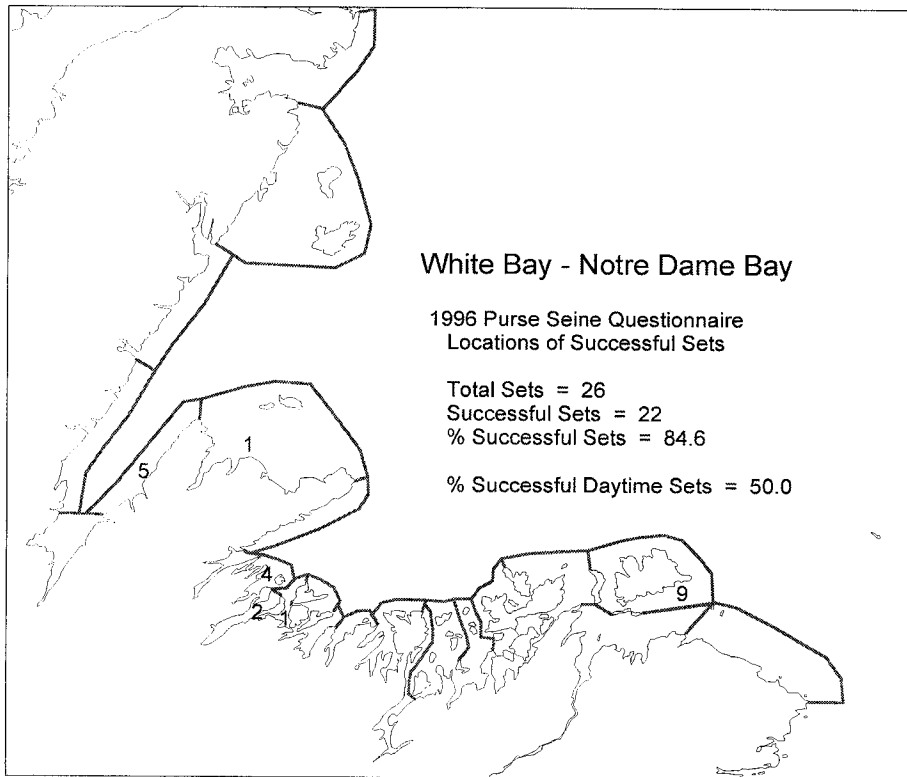 White Bay - Notre Dame Bay
1996 Purse Seine Questionnaire
Locations of Successful Sets
Total Sets = 26
Successful Sets = 22
% Successful Sets = 84.6
% Successful Daytime Sets = 50.0
1
5
4
2
1
9